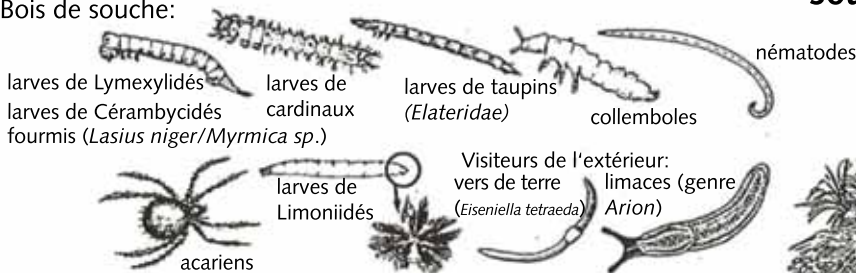 Bois de souche:
larves de Lymexylidés
larves de Cérambycidés
fourmis (Lasius niger/Myrmica sp.)
larves de
cardinaux
larves de taupins
(Elateridae)
collemboles
nématodes
acariens
larves de
Limoniidés
Visiteurs de l'extérieur:
vers de terre
(Eiseniella tetraeda)
limaces (genre
Arion)